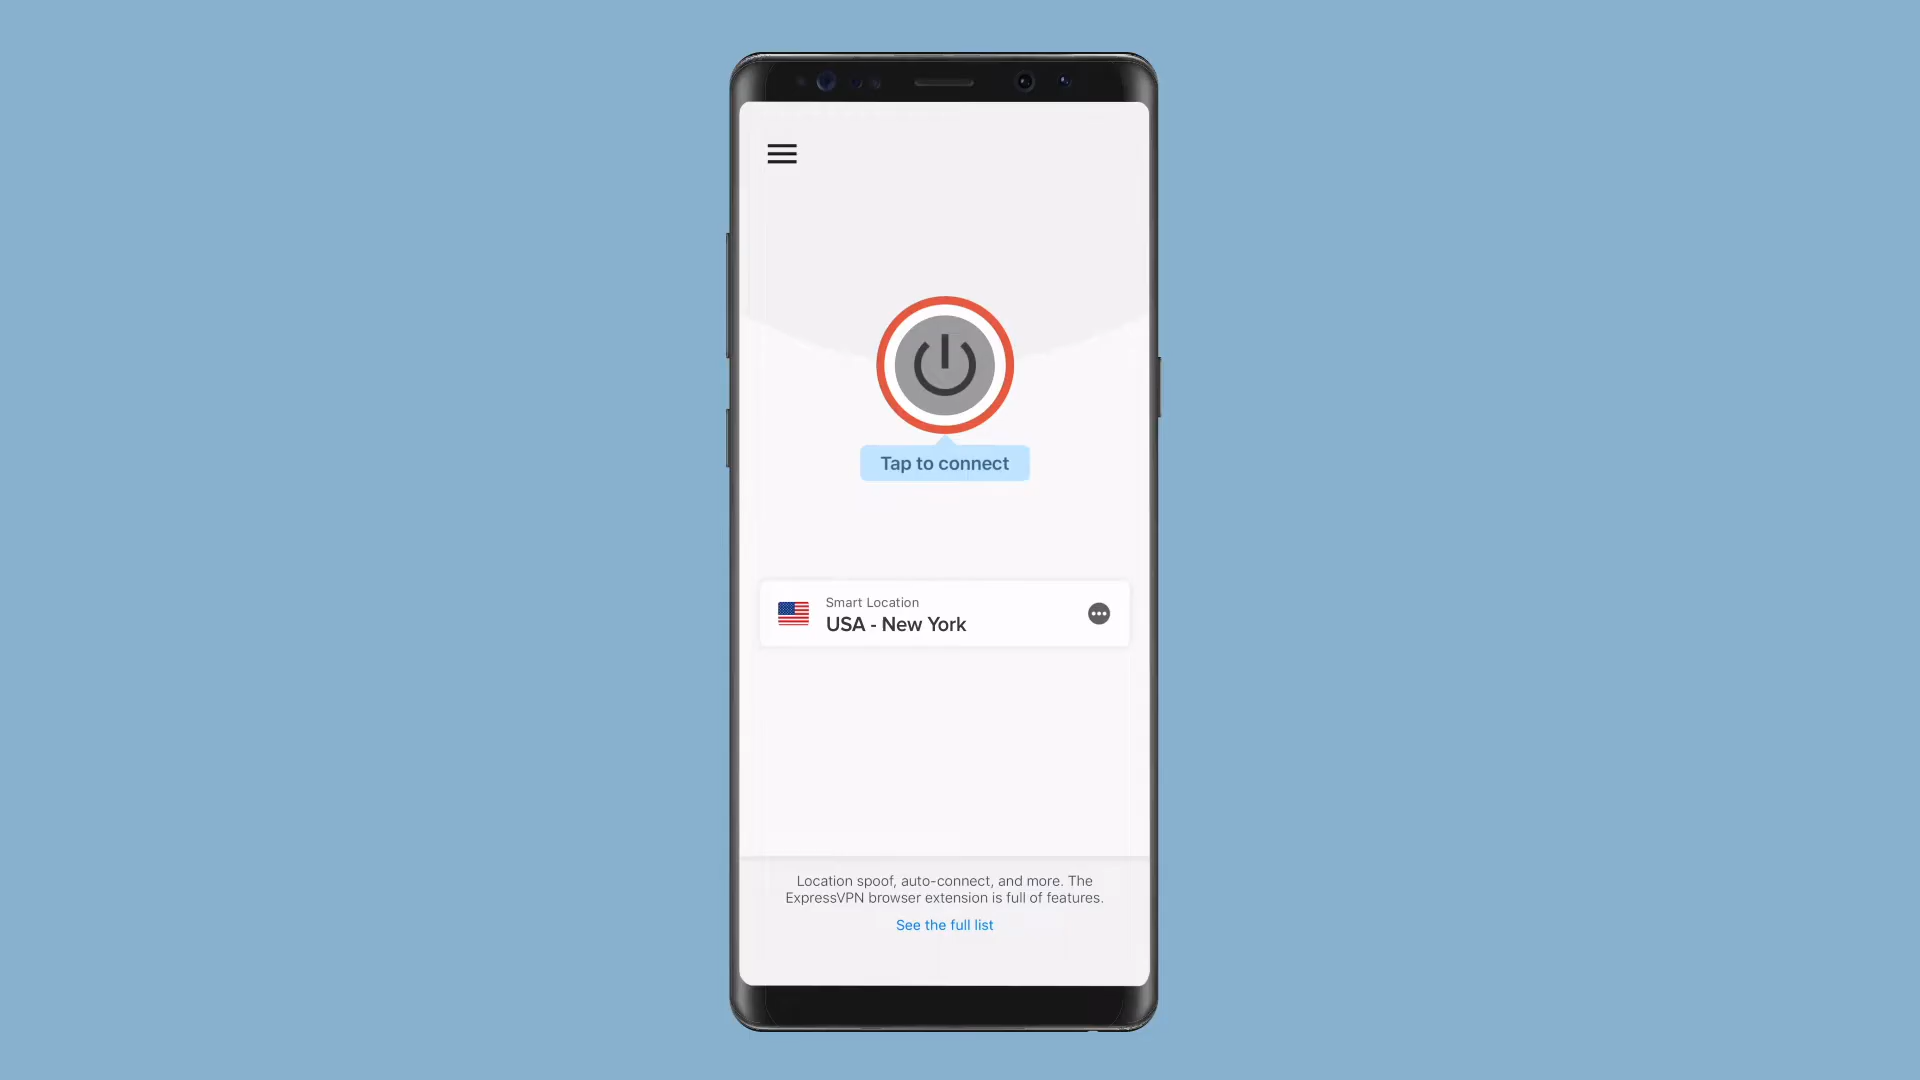 Tap to connect
Smart Location
USA - New York
Location spoof, auto-connect, and more. The
ExpressVPN browser extension is full of features.
See the full list